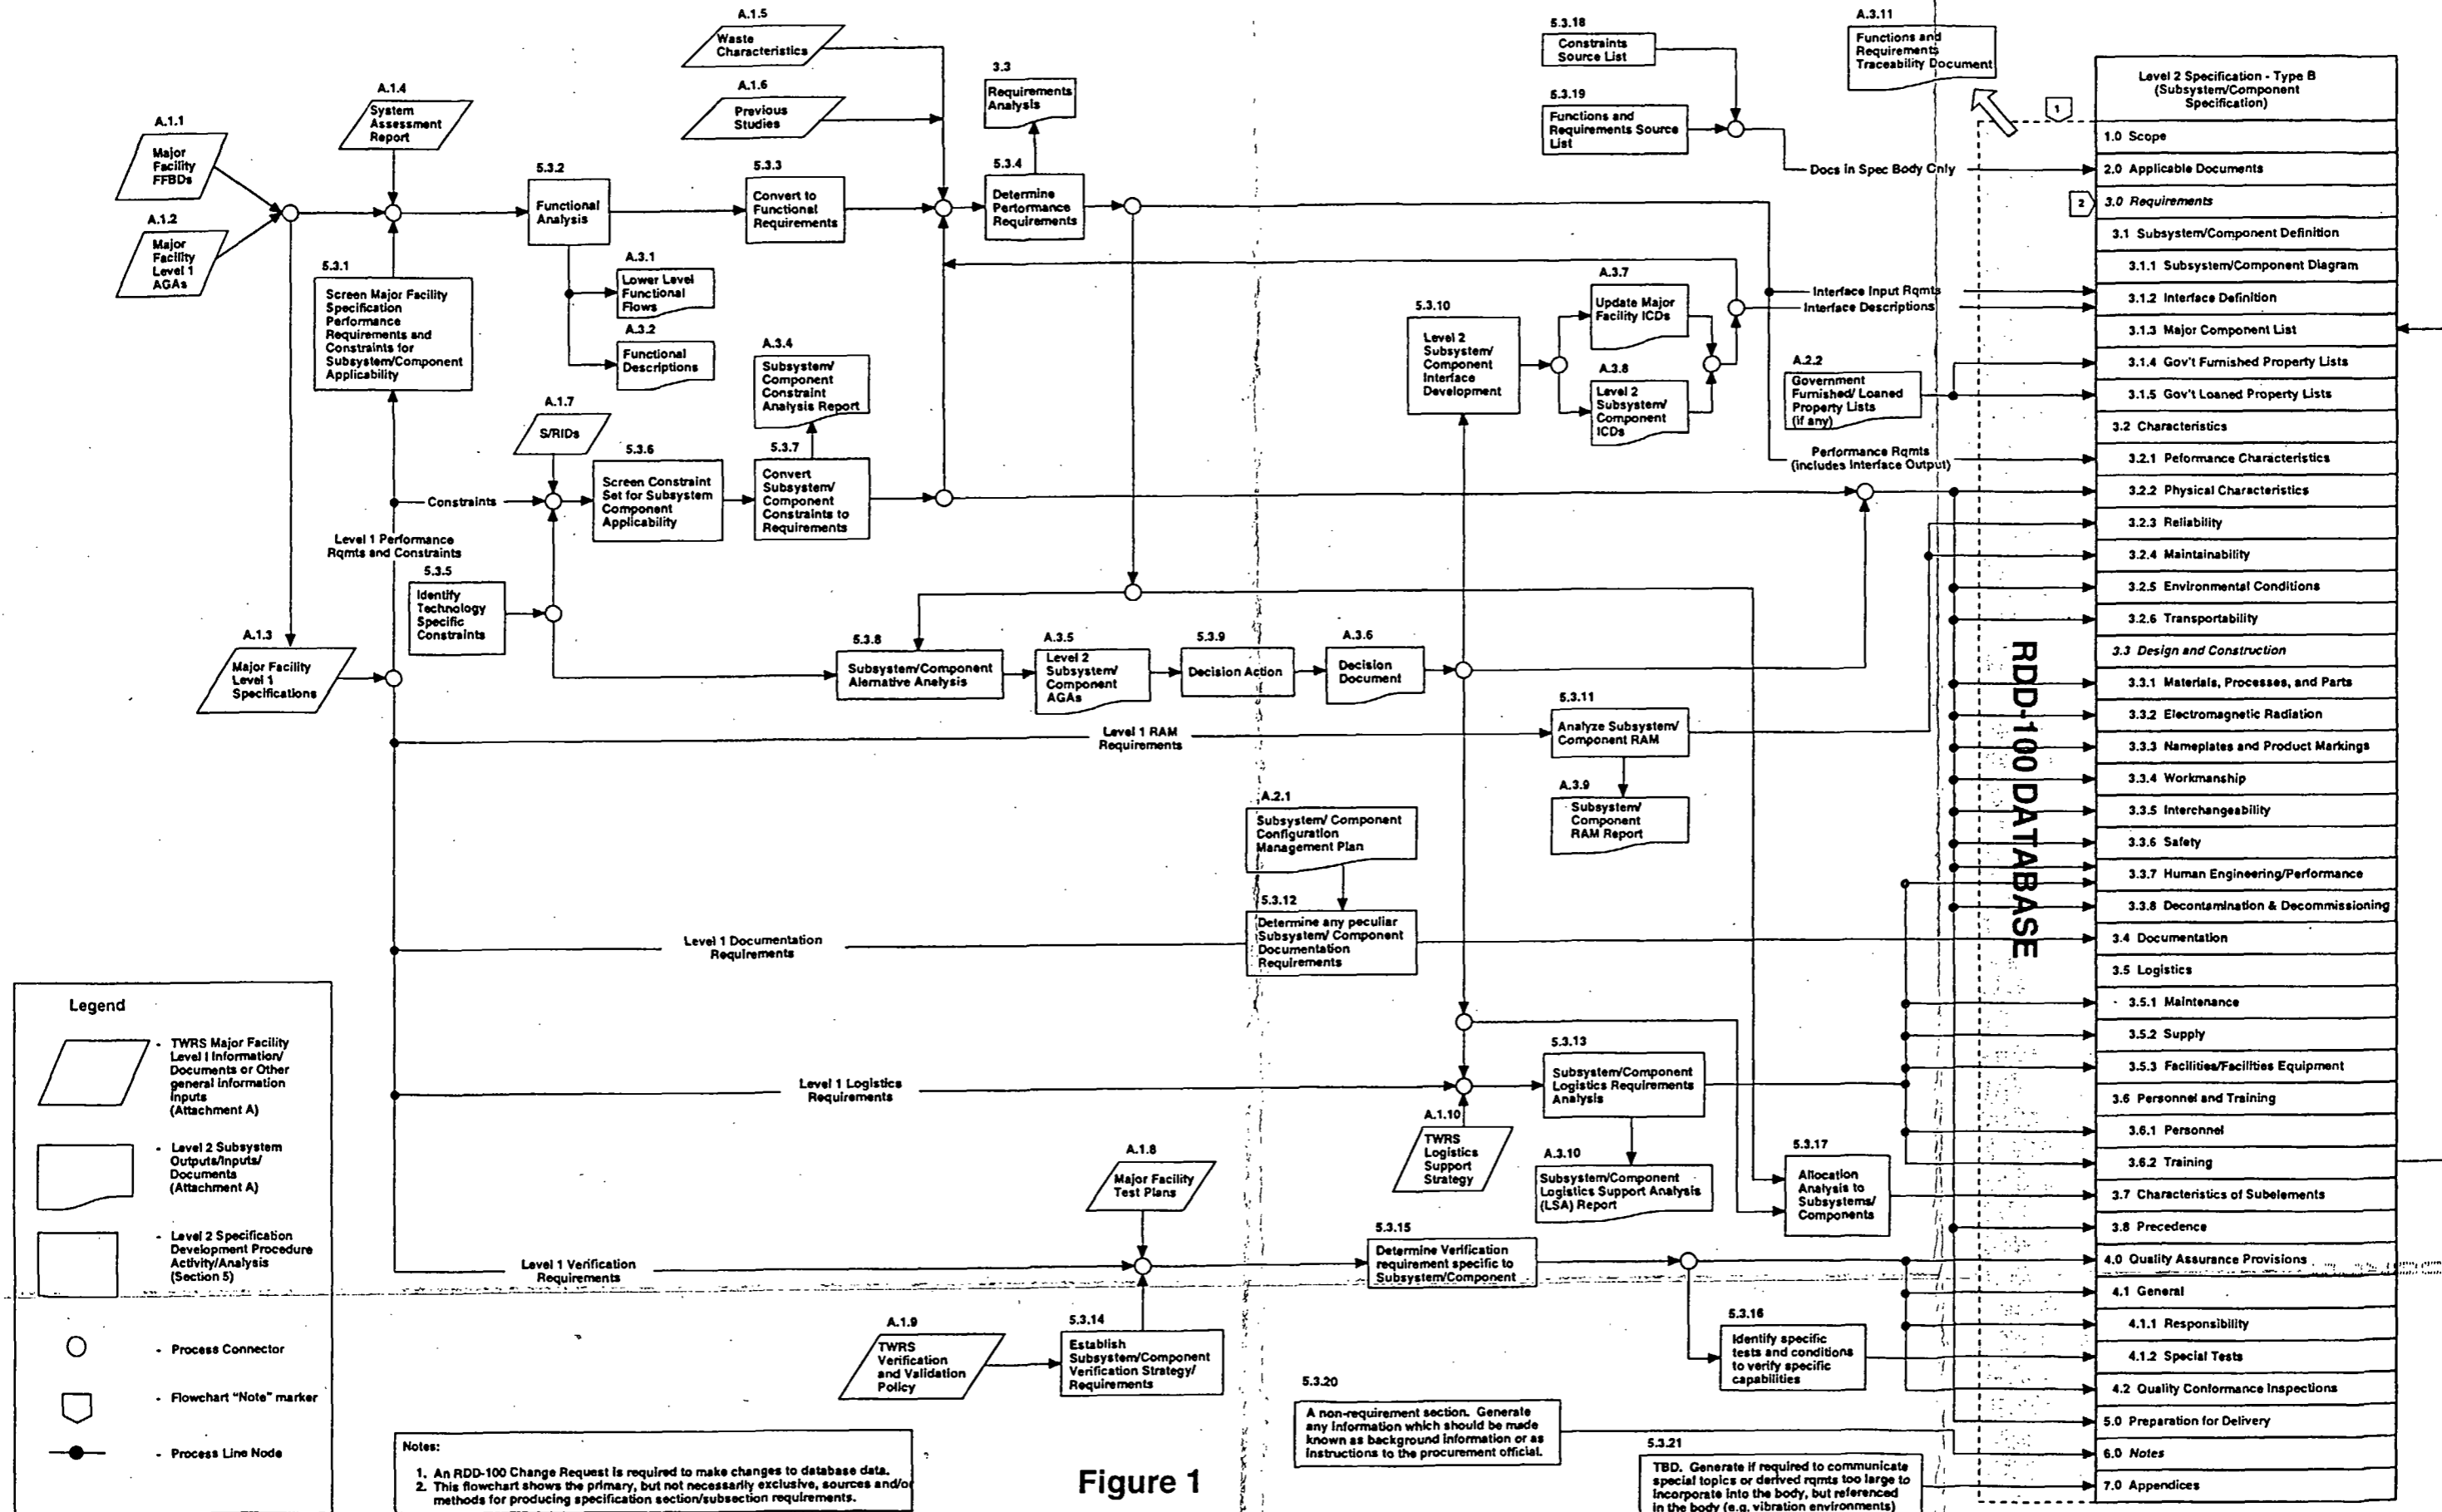 A.1.1
Major
Facility
FFBDs
A.1.2
Major
Facility
Level 1
AGAs
A.1.4
System
Assessment
Report
5.3.1
Screen Major Facility
Specification
Performance
Requirements and
Constraints for
Subsystem/Component
Applicability
A.1.5
Waste
Characteristics
A.1.6
Previous
Studies
5.3.2
Functional
Analysis
5.3.3
Convert to
Functional
Requirements
3.3
Requirements
Analysis
5.3.4
Determine
Performance
Requirements
A.3.1
Lower Level
Functional
Flows
A.3.2
Functional
Descriptions
A.3.4
Subsystem/
Component
Constraint
Analysis Report
A.1.7
S/RIDs
5.3.6
Screen Constraint
Set for Subsystem
Component
Applicability
5.3.7
Convert
Subsystem/
Component
Constraints to
Requirements
Constraints
Level 1 Performance
Rqmts and Constraints
5.3.5
Identify
Technology
Specific
Constraints
A.1.3
Major Facility
Level 1
Specifications
5.3.8
Subsystem/Component
Alernative Analysis
A.3.5
Level 2
Subsystem/
Component
AGAs
5.3.9
Decision Action
A.3.6
Decision
Document
5.3.10
Level 2
Subsystem/
Component
Interface
Development
A.3.7
Update Major
Facility ICDs
A.3.8
Level 2
Subsystem/
Component
ICDs
5.3.18
Constraints
Source List
5.3.19
Functions and
Requirements Source
List
A.3.11
Functions and
Requirements
Traceability Document
1
2
Docs in Spec Body Only
Interface Input Rqmts
Interface Descriptions
A.2.2
Government
Furnished/ Loaned
Property Lists
(if any)
Performance Rqmts
(includes Interface Output)
Level 1 RAM
Requirements
5.3.11
Analyze Subsystem/
Component RAM
A.3.9
Subsystem/
Component
RAM Report
A.2.1
Subsystem/ Component
Configuration
Management Plan
5.3.12
Determine any peculiar
Subsystem/ Component
Documentation
Requirements
Level 1 Documentation
Requirements
Level 1 Logistics
Requirements
5.3.13
Subsystem/Component
Logistics Requirements
Analysis
A.1.10
TWRS
Logistics
Support
Strategy
A.3.10
Subsystem/Component
Logistics Support Analysis
(LSA) Report
5.3.17
Allocation
Analysis to
Subsystems/
Components
A.1.8
Major Facility
Test Plans
Level 1 Verification
Requirements
5.3.15
Determine Verification
requirement specific to
Subsystem/Component
A.1.9
TWRS
Verification
and Validation
Policy
5.3.14
Establish
Subsystem/Component
Verification Strategy/
Requirements
5.3.16
Identify specific
tests and conditions
to verify specific
capabilities
5.3.20
A non-requirement section. Generate
any information which should be made
known as background information or as
instructions to the procurement official.
5.3.21
TBD. Generate if required to communicate
special topics or derived rqmts too large to
incorporate into the body, but referenced
in the body (e.g. vibration environments)
RDD-100 DATABASE
Level 2 Specification - Type B
(Subsystem/Component
Specification)
1.0 Scope
2.0 Applicable Documents
3.0 Requirements
3.1 Subsystem/Component Definition
3.1.1 Subsystem/Component Diagram
3.1.2 Interface Definition
3.1.3 Major Component List
3.1.4 Gov't Furnished Property Lists
3.1.5 Gov't Loaned Property Lists
3.2 Characteristics
3.2.1 Peformance Characteristics
3.2.2 Physical Characteristics
3.2.3 Reliability
3.2.4 Maintainability
3.2.5 Environmental Conditions
3.2.6 Transportability
3.3 Design and Construction
3.3.1 Materials, Processes, and Parts
3.3.2 Electromagnetic Radiation
3.3.3 Nameplates and Product Markings
3.3.4 Workmanship
3.3.5 Interchangeability
3.3.6 Safety
3.3.7 Human Engineering/Performance
3.3.8 Decontamination & Decommissioning
3.4 Documentation
3.5 Logistics
3.5.1 Maintenance
3.5.2 Supply
3.5.3 Facilities/Facilities Equipment
3.6 Personnel and Training
3.6.1 Personnel
3.6.2 Training
3.7 Characteristics of Subelements
3.8 Precedence
4.0 Quality Assurance Provisions
4.1 General
4.1.1 Responsibility
4.1.2 Special Tests
4.2 Quality Conformance Inspections
5.0 Preparation for Delivery
6.0 Notes
7.0 Appendices
Legend
- TWRS Major Facility
Level I Information/
Documents or Other
general information
inputs
(Attachment A)
- Level 2 Subsystem
Outputs/Inputs/
Documents
(Attachment A)
- Level 2 Specification
Development Procedure
Activity/Analysis
(Section 5)
- Process Connector
- Flowchart "Note" marker
- Process Line Node
Notes:
1. An RDD-100 Change Request is required to make changes to database data.
2. This flowchart shows the primary, but not necessarily exclusive, sources and/or
methods for producing specification section/subsection requirements.
Figure 1